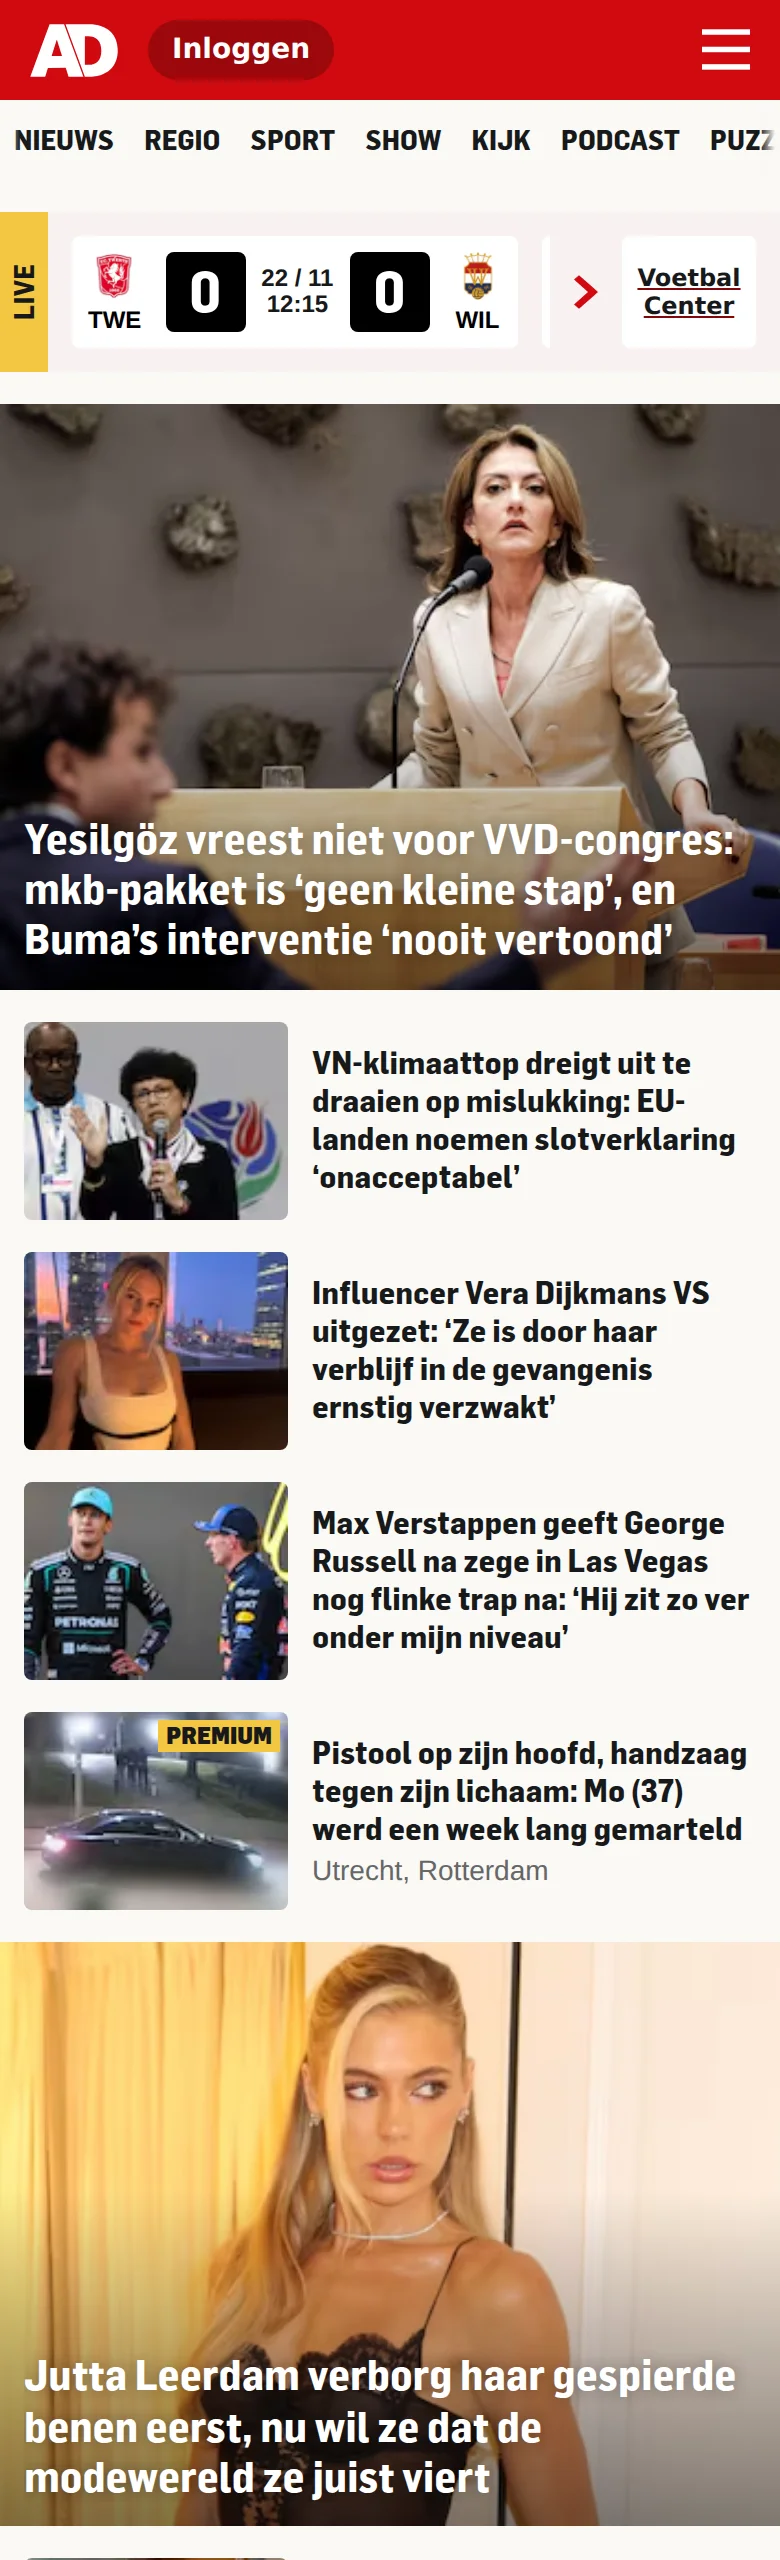 AD
Inloggen
NIEUWS REGIO SPORT SHOW KIJK PODCAST PUZZ
LIVE
TWE
0
22 / 11
12:15
0
WIL
Voetbal
Center
Yesilgöz vreest niet voor VVD-congres:
mkb-pakket is ‘geen kleine stap’, en
Buma’s interventie ‘nooit vertoond’
VN-klimaattop dreigt uit te
draaien op mislukking: EU-
landen noemen slotverklaring
‘onacceptabel’
Influencer Vera Dijkmans VS
uitgezet: ‘Ze is door haar
verblijf in de gevangenis
ernstig verzwakt’
PETRONAS
Microsoft
Max Verstappen geeft George
Russell na zege in Las Vegas
nog flinke trap na: ‘Hij zit zo ver
onder mijn niveau’
PREMIUM
Pistool op zijn hoofd, handzaag
tegen zijn lichaam: Mo (37)
werd een week lang gemarteld
Utrecht, Rotterdam
Jutta Leerdam verborg haar gespierde
benen eerst, nu wil ze dat de
modewereld ze juist viert